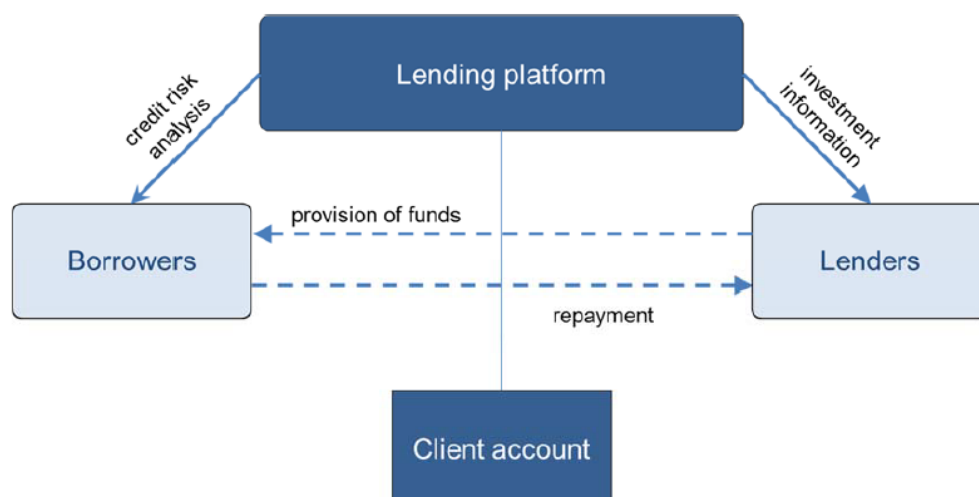 Lending platform
credit risk
analysis
investment
information
provision of funds
Borrowers
Lenders
repayment
Client account